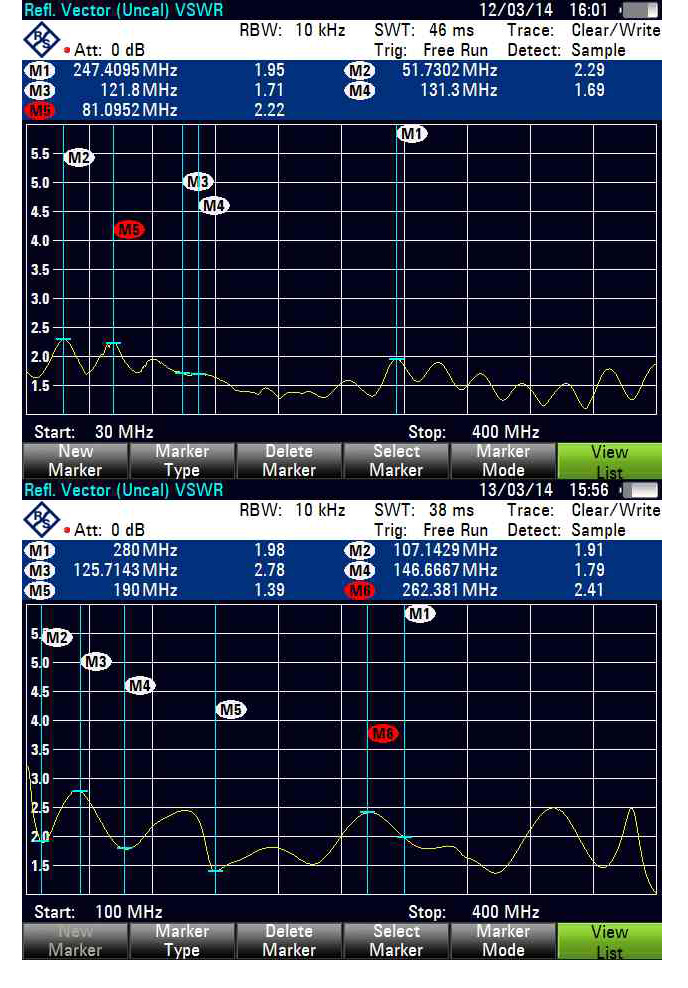 Refl. Vector (Uncal) VSWR 12/03/14 16:01
RBW: 10 kHz SWT: 46 ms Trace: Clear/Write
R&S Att: 0 dB Trig: Free Run Detect: Sample
M1 247.4095 MHz 1.95 M2 51.7302 MHz 2.29
M3 121.8 MHz 1.71 M4 131.3 MHz 1.69
M5 81.0952 MHz 2.22
M1
5.5 M2
5.0 M3
4.5 M4
M5
4.0
3.5
3.0
2.5
2.0
1.5
Start: 30 MHz Stop: 400 MHz
New Marker Delete Select Marker View
Marker Type Marker Marker Mode List
Refl. Vector (Uncal) VSWR 13/03/14 15:56
RBW: 10 kHz SWT: 38 ms Trace: Clear/Write
R&S Att: 0 dB Trig: Free Run Detect: Sample
M1 280 MHz 1.98 M2 107.1429 MHz 1.91
M3 125.7143 MHz 2.78 M4 146.6667 MHz 1.79
M5 190 MHz 1.39 M6 262.381 MHz 2.41
M1
M2
5.0 M3
4.5 M4
M5
4.0
M6
3.5
3.0
2.5
2.0
1.5
Start: 100 MHz Stop: 400 MHz
New Marker Delete Select Marker View
Marker Type Marker Marker Mode List